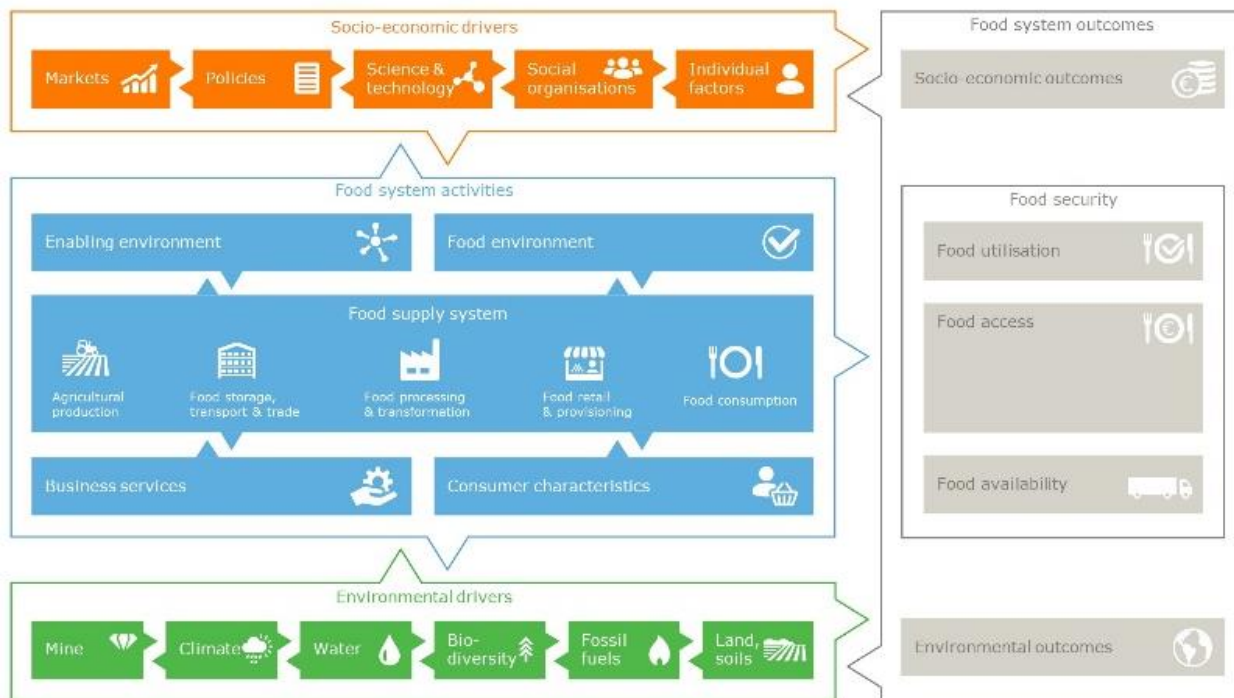 Socio-economic drivers
Markets
Policies
Science &
technology
Social
organisations
Individual
factors
Food system activities
Enabling environment
Food environment
Food supply system
Agricultural
production
Food storage,
transport & trade
Food processing
& transformation
Food retail
& provisioning
Food consumption
Business services
Consumer characteristics
Environmental drivers
Mine
Climate
Water
Bio-
diversity
Fossil
fuels
Land,
soils
Food system outcomes
Socio-economic outcomes
€
Food security
Food utilisation
Food access
€
Food availability
Environmental outcomes